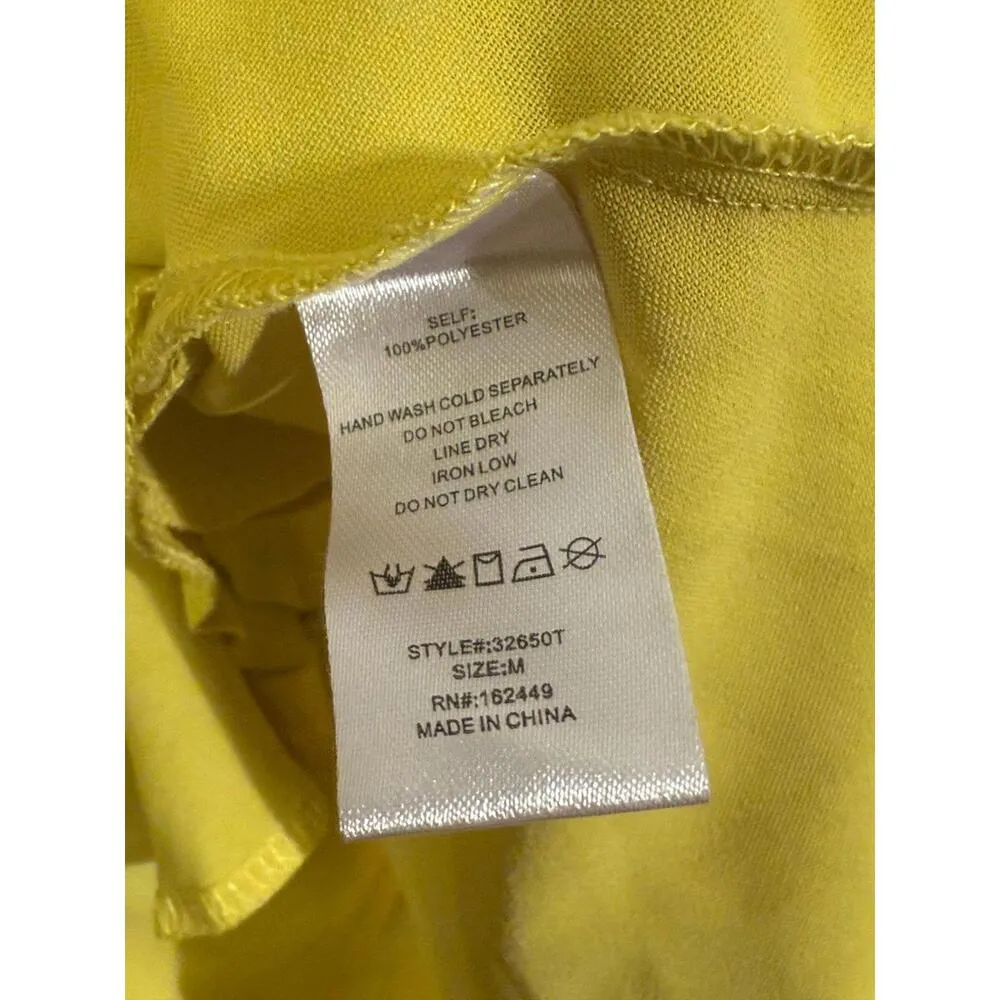 SELF:
100%POLYESTER
HAND WASH COLD SEPARATELY
DO NOT BLEACH
LINE DRY
IRON LOW
DO NOT DRY CLEAN
STYLE#:32650T
SIZE:M
RN#:162449
MADE IN CHINA